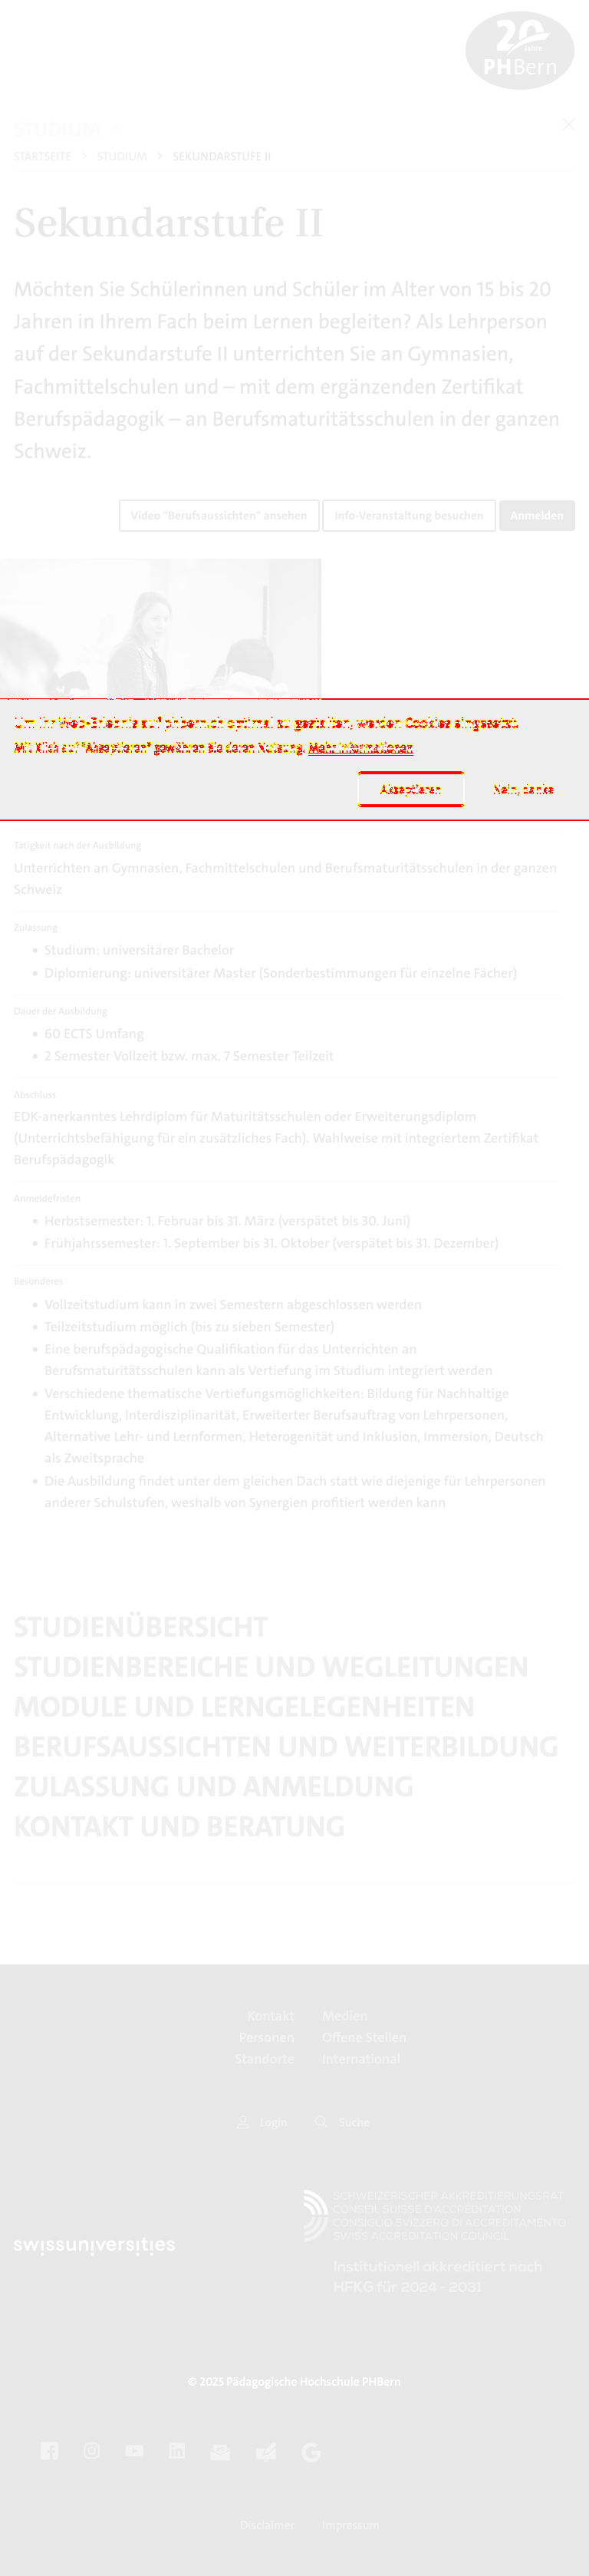 20
Jahre
PHBern
STUDIUM
STARTSEITE > STUDIUM > SEKUNDARSTUFE II
Sekundarstufe II
Möchten Sie Schülerinnen und Schüler im Alter von 15 bis 20
Jahren in Ihrem Fach beim Lernen begleiten? Als Lehrperson
auf der Sekundarstufe II unterrichten Sie an Gymnasien,
Fachmittelschulen und – mit dem ergänzenden Zertifikat
Berufspädagogik – an Berufsmaturitätsschulen in der ganzen
Schweiz.
Video "Berufsaussichten" ansehen Info-Veranstaltung besuchen Anmelden
Um Ihr Web-Erlebnis auf phbern.ch optimal zu gestalten, werden Cookies eingesetzt.
Mit Klick auf "Akzeptieren" gewähren Sie deren Nutzung. Mehr Informationen
Akzeptieren Nein, danke
Tätigkeit nach der Ausbildung
Unterrichten an Gymnasien, Fachmittelschulen und Berufsmaturitätsschulen in der ganzen
Schweiz
Zulassung
• Studium: universitärer Bachelor
• Diplomierung: universitärer Master (Sonderbestimmungen für einzelne Fächer)
Dauer der Ausbildung
• 60 ECTS Umfang
• 2 Semester Vollzeit bzw. max. 7 Semester Teilzeit
Abschluss
EDK-anerkanntes Lehrdiplom für Maturitätsschulen oder Erweiterungsdiplom
(Unterrichtsbefähigung für ein zusätzliches Fach). Wahlweise mit integriertem Zertifikat
Berufspädagogik
Anmeldefristen
• Herbstsemester: 1. Februar bis 31. März (verspätet bis 30. Juni)
• Frühjahrssemester: 1. September bis 31. Oktober (verspätet bis 31. Dezember)
Besonderes
• Vollzeitstudium kann in zwei Semestern abgeschlossen werden
• Teilzeitstudium möglich (bis zu sieben Semester)
• Eine berufspädagogische Qualifikation für das Unterrichten an
Berufsmaturitätsschulen kann als Vertiefung im Studium integriert werden
• Verschiedene thematische Vertiefungsmöglichkeiten: Bildung für Nachhaltige
Entwicklung, Interdisziplinarität, Erweiterter Berufsauftrag von Lehrpersonen,
Alternative Lehr- und Lernformen, Heterogenität und Inklusion, Immersion, Deutsch
als Zweitsprache
• Die Ausbildung findet unter dem gleichen Dach statt wie diejenige für Lehrpersonen
anderer Schulstufen, weshalb von Synergien profitiert werden kann
STUDIENÜBERSICHT
STUDIENBEREICHE UND WEGLEITUNGEN
MODULE UND LERNGELEGENHEITEN
BERUFSAUSSICHTEN UND WEITERBILDUNG
ZULASSUNG UND ANMELDUNG
KONTAKT UND BERATUNG
Kontakt Medien
Personen Offene Stellen
Standorte International
Login Suche
SCHWEIZERISCHER AKKREDITIERUNGSRAT
CONSEIL SUISSE D'ACCRÉDITATION
CONSIGLIO SVIZZERO DI ACCREDITAMENTO
SWISS ACCREDITATION COUNCIL
swissuniversities
Institutionell akkreditiert nach
HFKG für 2024 - 2031
© 2025 Pädagogische Hochschule PHBern
Disclaimer Impressum